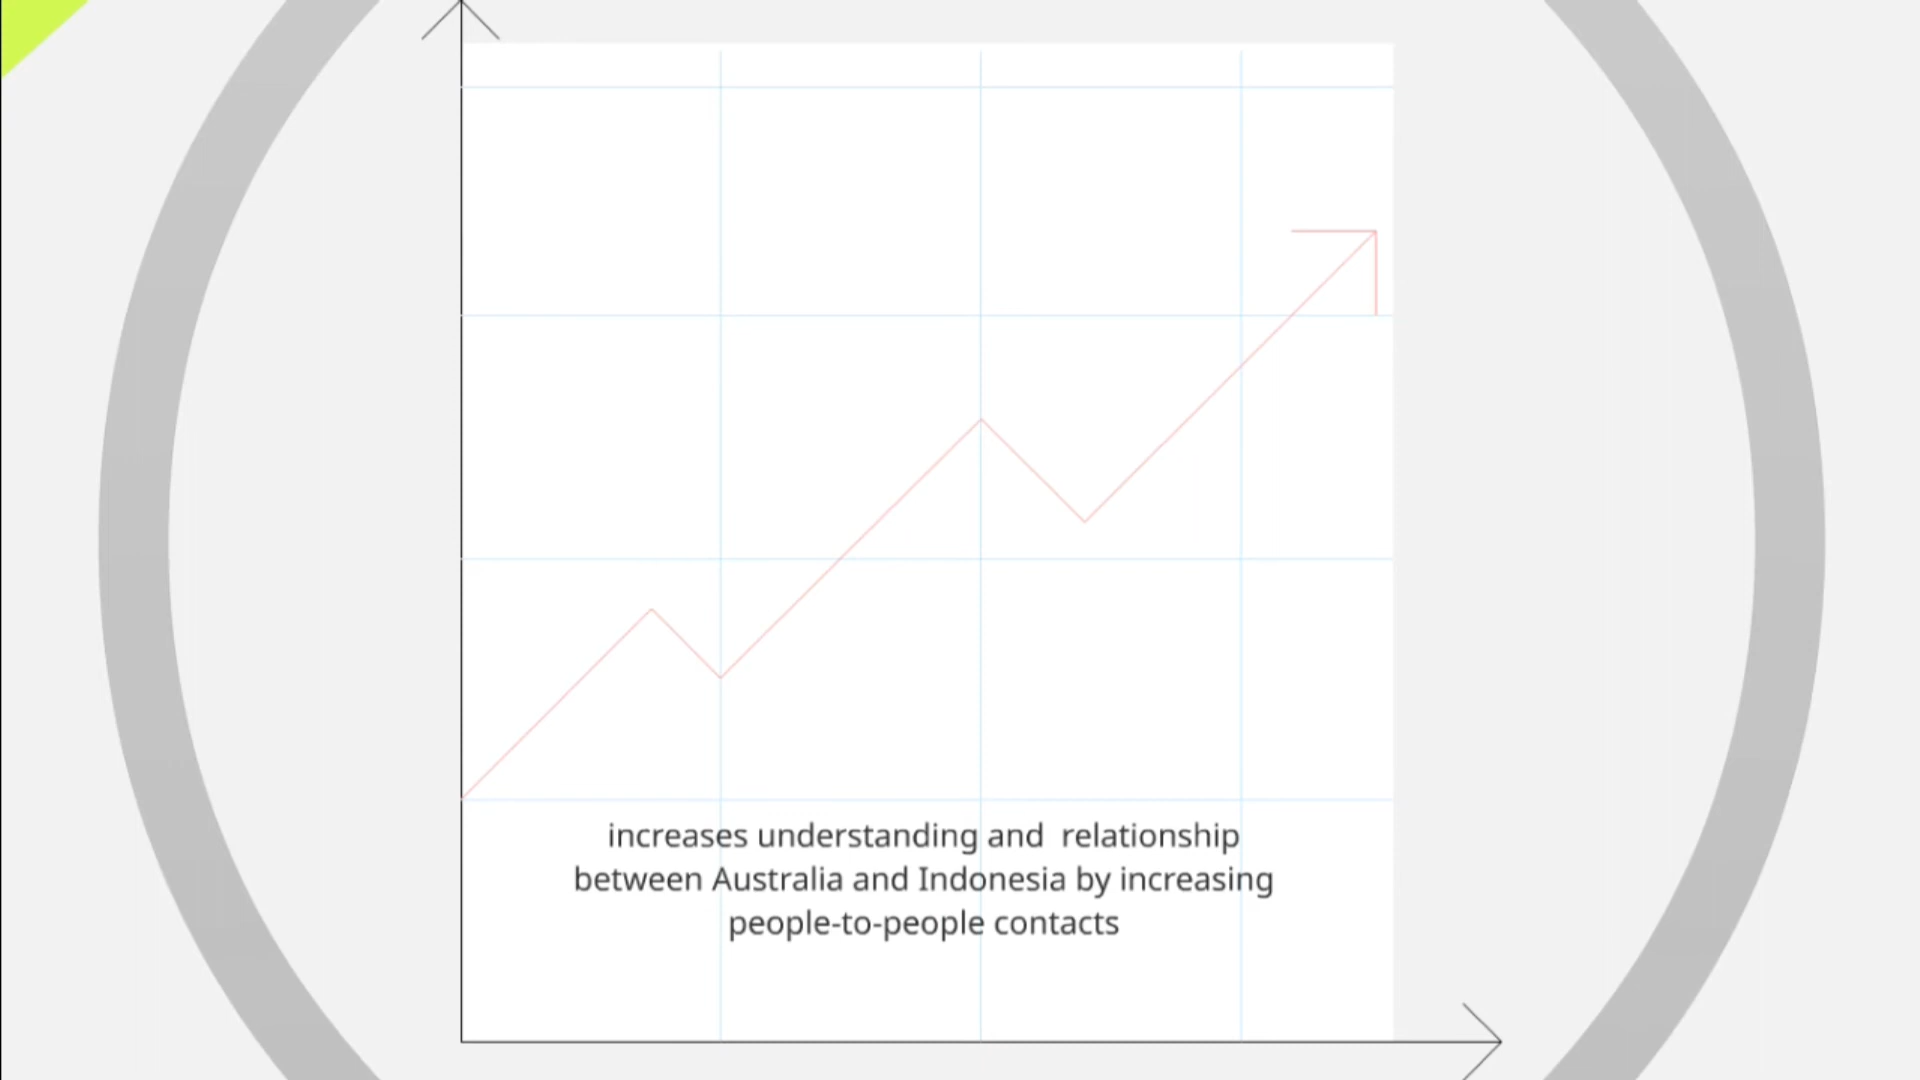 increases understanding and  relationship
between Australia and Indonesia by increasing
people-to-people contacts